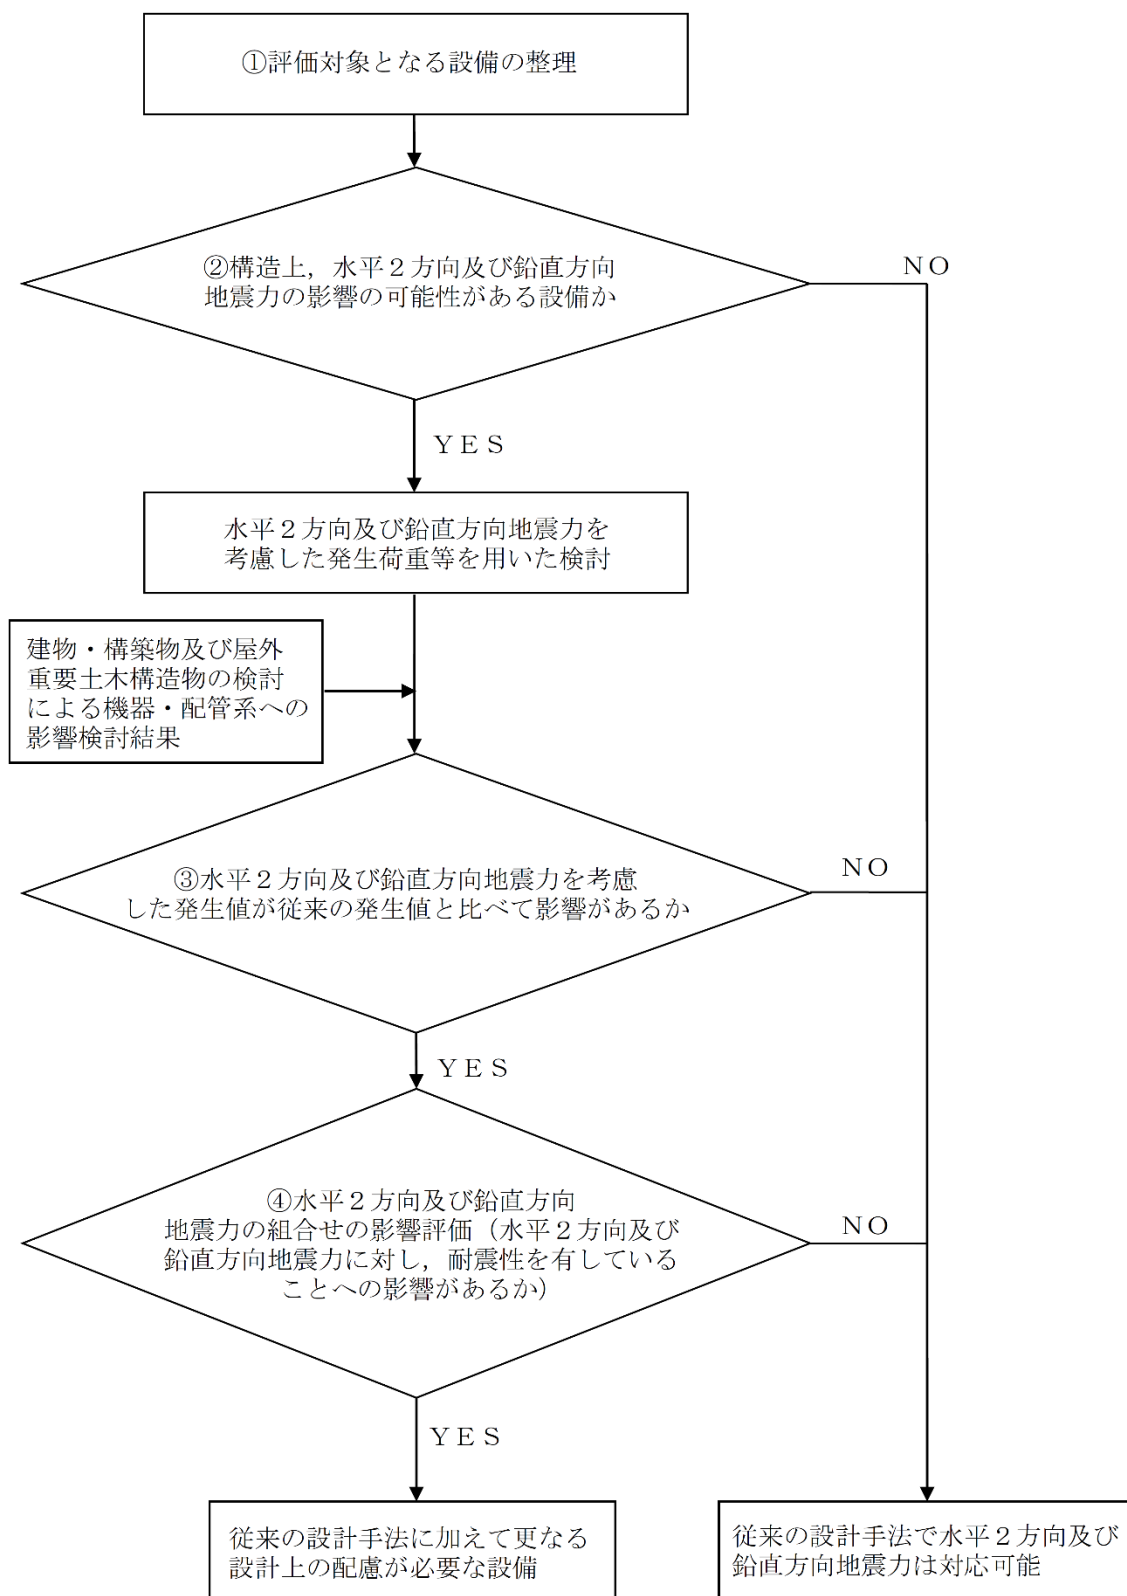 ①評価対象となる設備の整理
②構造上，水平２方向及び鉛直方向
地震力の影響の可能性がある設備か
ＮＯ
ＹＥＳ
水平２方向及び鉛直方向地震力を
考慮した発生荷重等を用いた検討
建物・構築物及び屋外
重要土木構造物の検討
による機器・配管系への
影響検討結果
③水平２方向及び鉛直方向地震力を考慮
した発生値が従来の発生値と比べて影響があるか
ＮＯ
ＹＥＳ
④水平２方向及び鉛直方向
地震力の組合せの影響評価（水平２方向及び
鉛直方向地震力に対し，耐震性を有している
ことへの影響があるか）
ＮＯ
ＹＥＳ
従来の設計手法に加えて更なる
設計上の配慮が必要な設備
従来の設計手法で水平２方向及び
鉛直方向地震力は対応可能